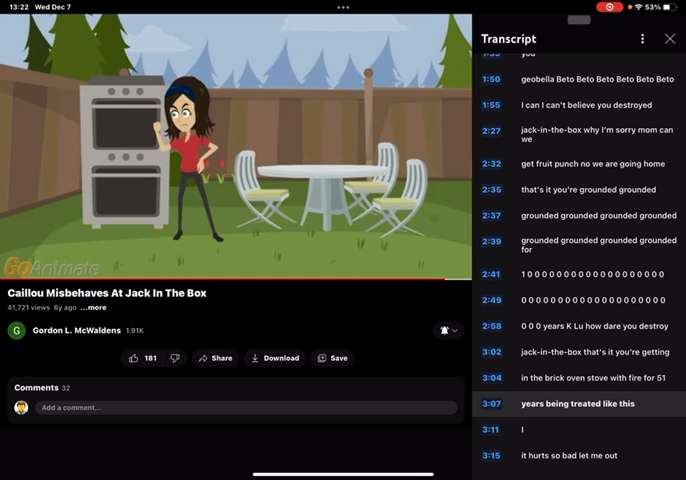 13:22 Wed Dec 7
53%
GoAnimate
Caillou Misbehaves At Jack In The Box
41,721 views 6y ago ...more
G Gordon L. McWaldens 1.91K
181 Share Download Save
Comments 32
Add a comment...
Transcript
1:39 you
1:50 geobella Beto Beto Beto Beto Beto Beto
1:55 I can I can't believe you destroyed
2:27 jack-in-the-box why I'm sorry mom can
we
2:32 get fruit punch no we are going home
2:35 that's it you're grounded grounded
2:37 grounded grounded grounded grounded
2:39 grounded grounded grounded grounded
for
2:41 1 0 0 0 0 0 0 0 0 0 0 0 0 0 0 0 0 0 0 0
2:49 0 0 0 0 0 0 0 0 0 0 0 0 0 0 0 0 0 0 0 0
2:58 0 0 0 years K Lu how dare you destroy
3:02 jack-in-the-box that's it you're getting
3:04 in the brick oven stove with fire for 51
3:07 years being treated like this
3:11 I
3:15 it hurts so bad let me out